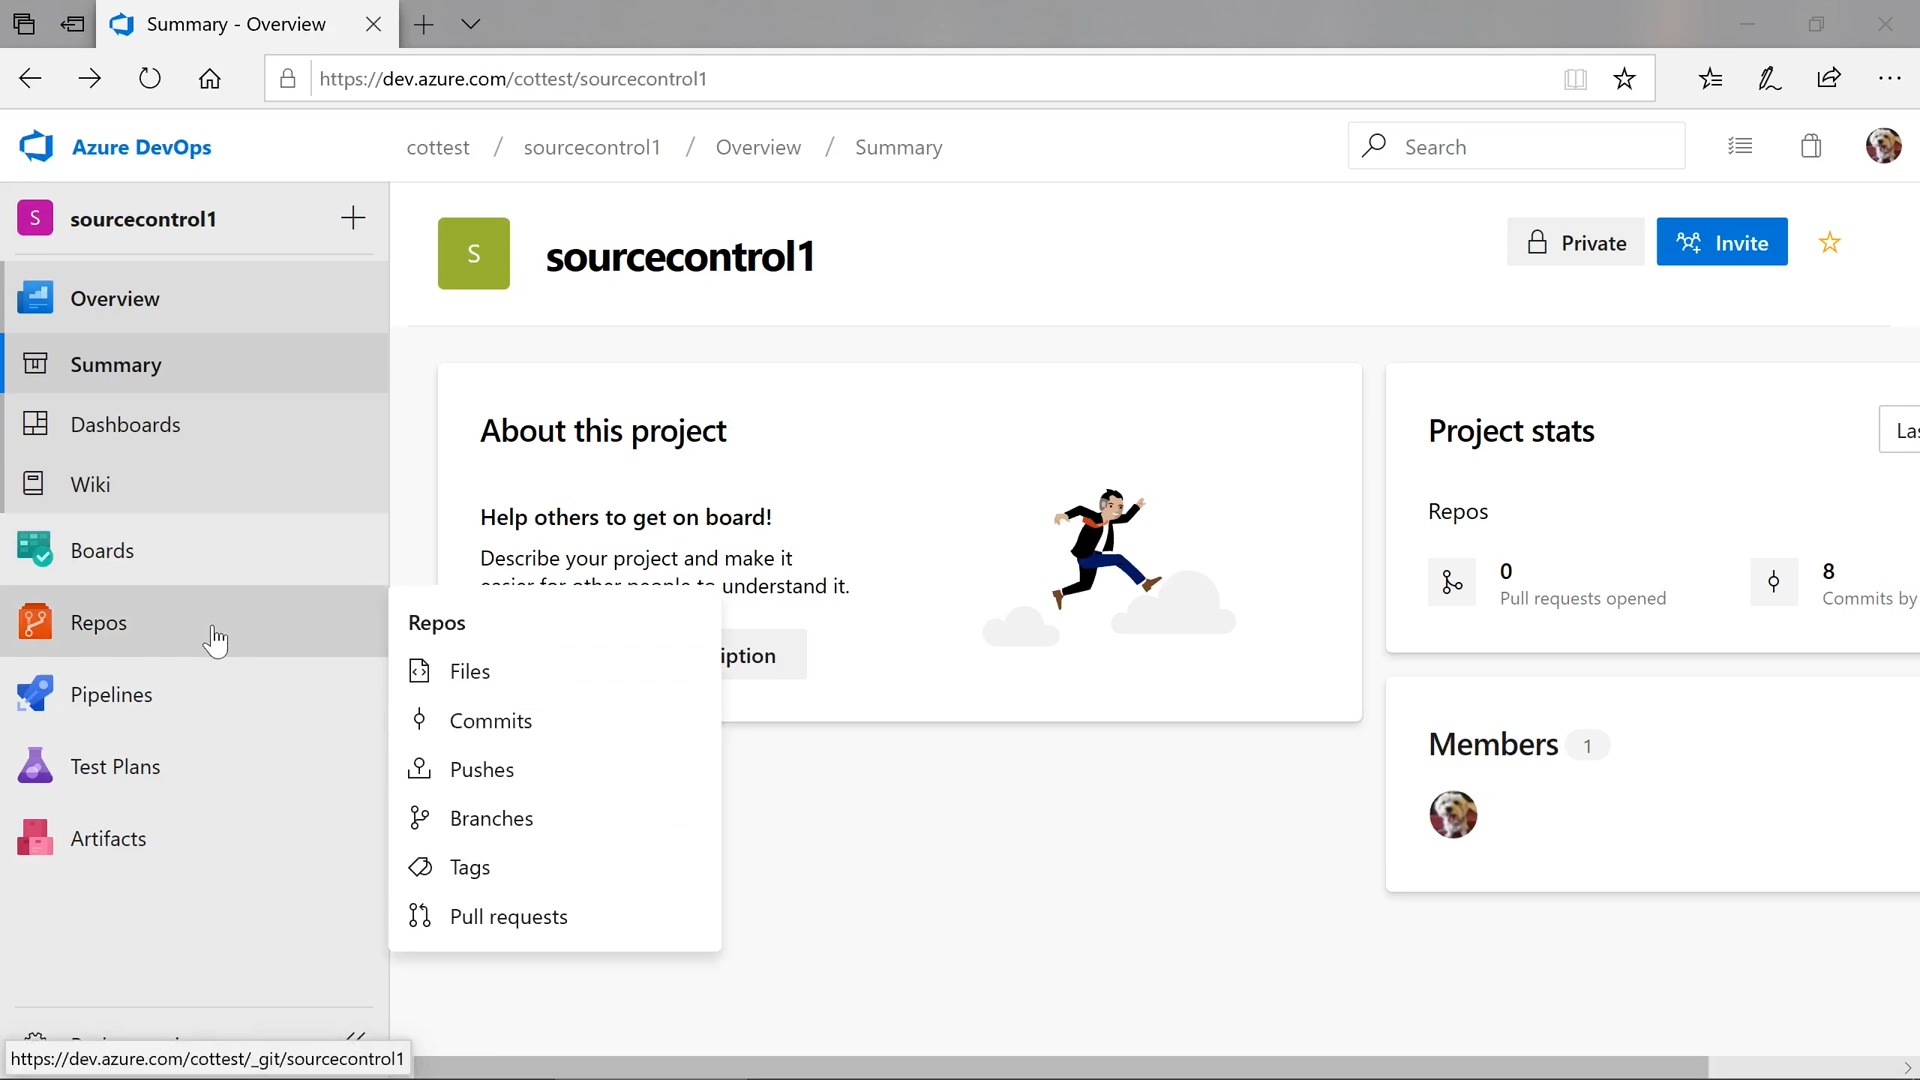 Summary - Overview
https://dev.azure.com/cottest/sourcecontrol1
Azure DevOps
cottest / sourcecontrol1 / Overview / Summary
Search
S sourcecontrol1
Overview
Summary
Dashboards
Wiki
Boards
Repos
Pipelines
Test Plans
Artifacts
https://dev.azure.com/cottest/_git/sourcecontrol1
Repos
Files
Commits
Pushes
Branches
Tags
Pull requests
S
sourcecontrol1
Private
Invite
About this project
Help others to get on board!
Describe your project and make it
understand it.
iption
Project stats
Las
Repos
0
Pull requests opened
8
Commits by
Members 1